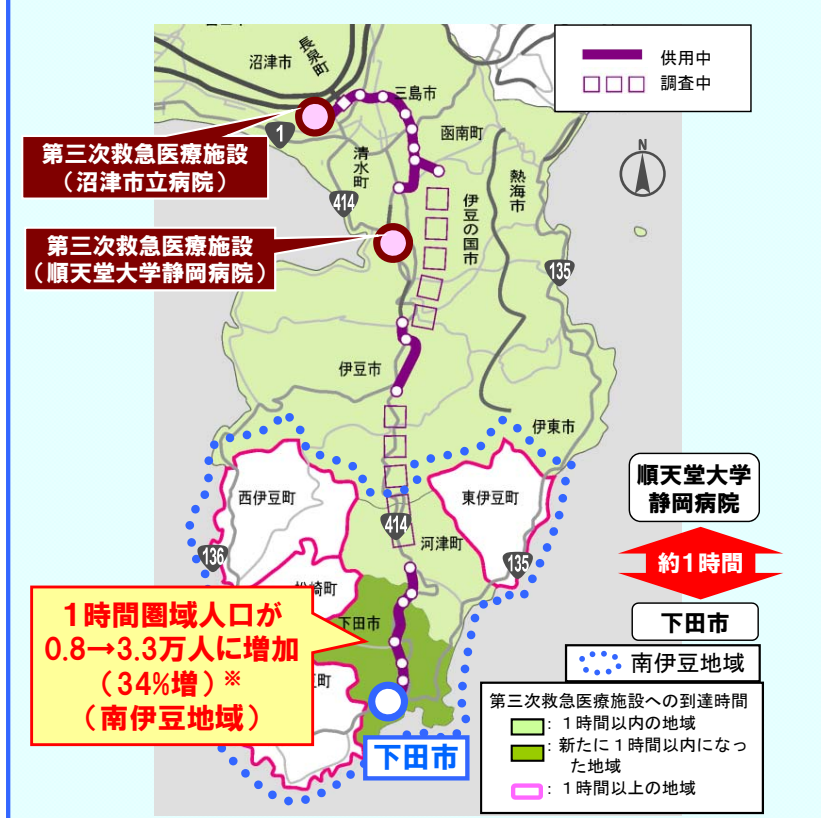 供用中
調査中
沼津市
長泉町
三島市
函南町
1
第三次救急医療施設
（沼津市立病院）
清水町
熱海市
N
414
伊豆の国市
第三次救急医療施設
（順天堂大学静岡病院）
135
伊豆市
伊東市
西伊豆町
東伊豆町
順天堂大学
静岡病院
414
河津町
136
135
約1時間
松崎町
1時間圏域人口が
0.8→3.3万人に増加
（34%増）※
（南伊豆地域）
下田市
下田市
豆町
南伊豆地域
第三次救急医療施設への到達時間
：1時間以内の地域
：新たに1時間以内になっ
た地域
：1時間以上の地域
下田市